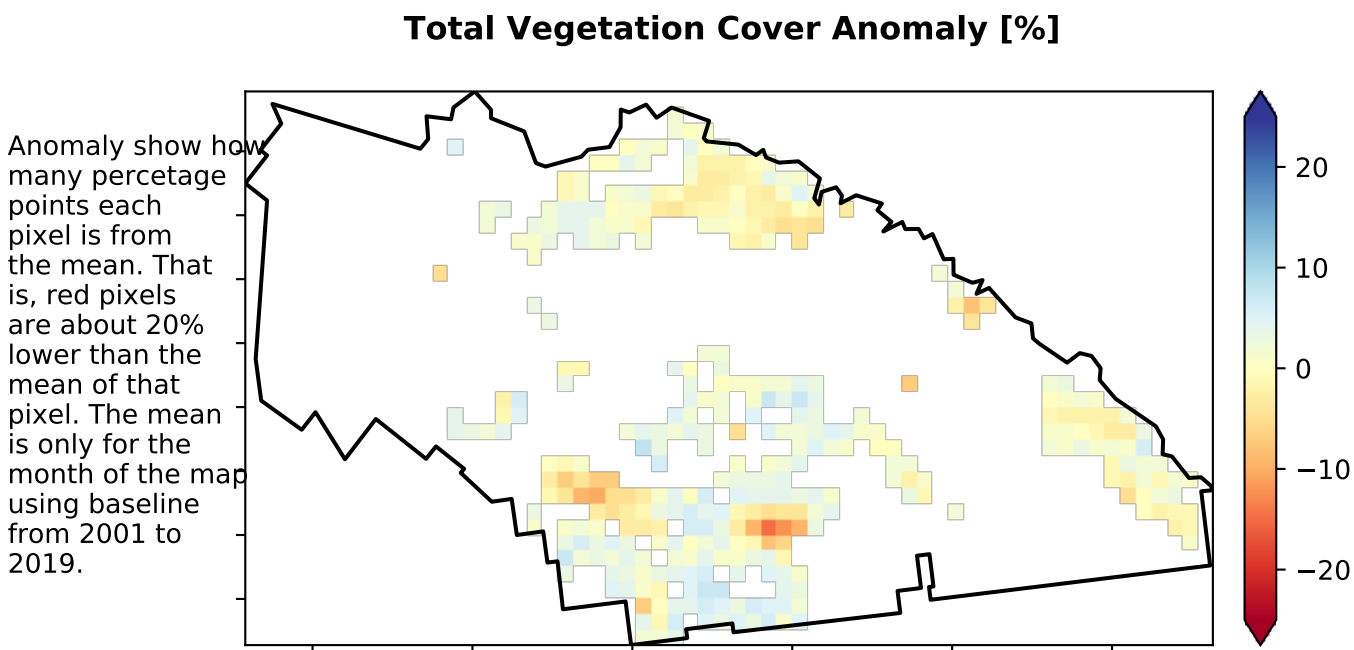 Total Vegetation Cover Anomaly [%]
Anomaly show how
many percetage
points each
pixel is from
the mean. That
is, red pixels
are about 20%
lower than the
mean of that
pixel. The mean
is only for the
month of the map
using baseline
from 2001 to
2019.
20
10
0
−10
−20